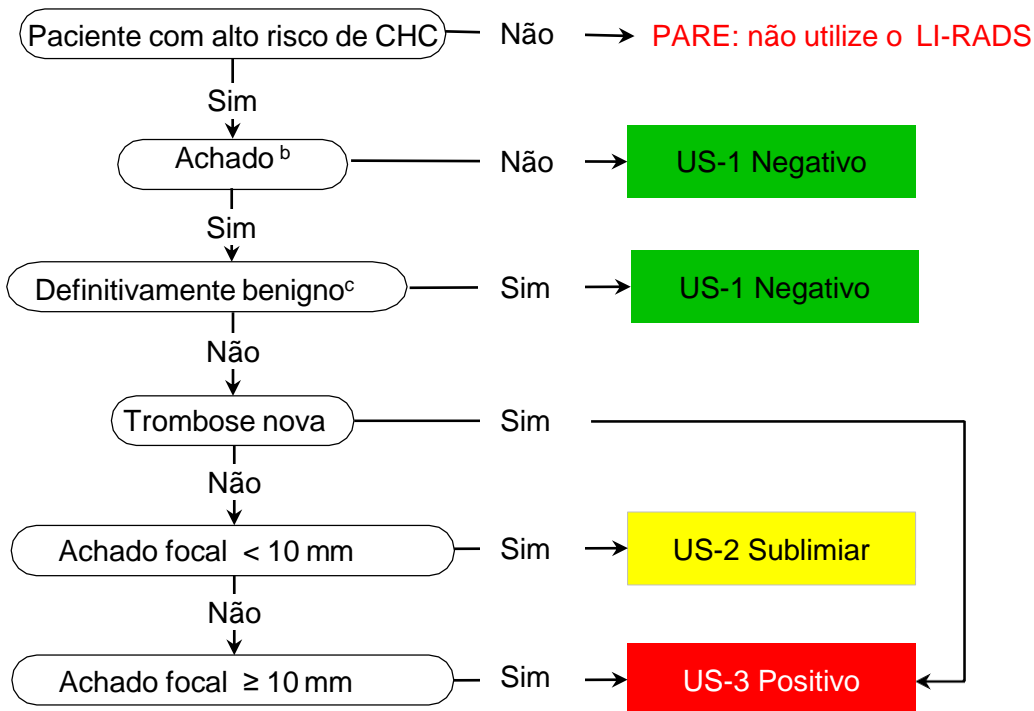 Paciente com alto risco de CHC Não PARE: não utilize o LI-RADS
Sim
Achado b Não US-1 Negativo
Sim
Definitivamente benigno c Sim US-1 Negativo
Não
Trombose nova Sim
Não
Achado focal < 10 mm Sim US-2 Sublimiar
Não
Achado focal ≥ 10 mm Sim US-3 Positivo